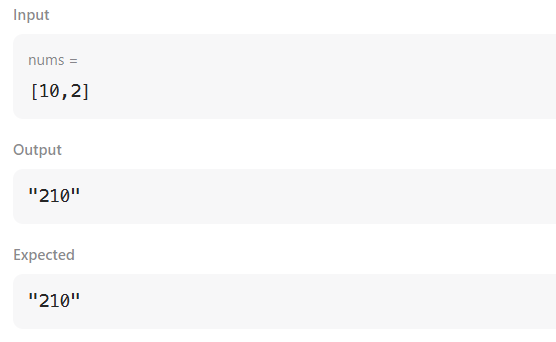 Input
nums =
[10,2]
Output
"210"
Expected
"210"